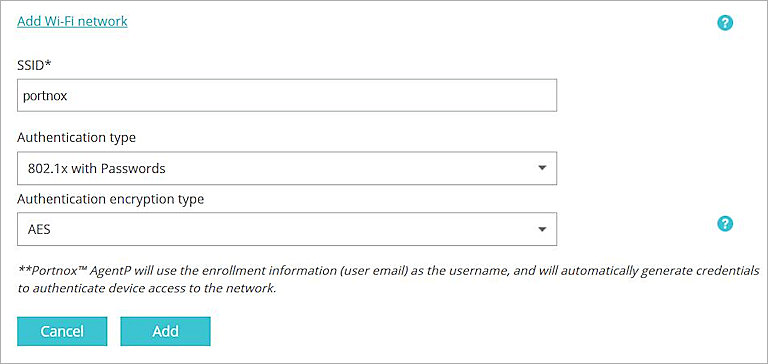 Add Wi-Fi network
?
SSID*
portnox
Authentication type
802.1x with Passwords
Authentication encryption type
AES
?
**Portnox™ AgentP will use the enrollment information (user email) as the username, and will automatically generate credentials
to authenticate device access to the network.
Cancel Add